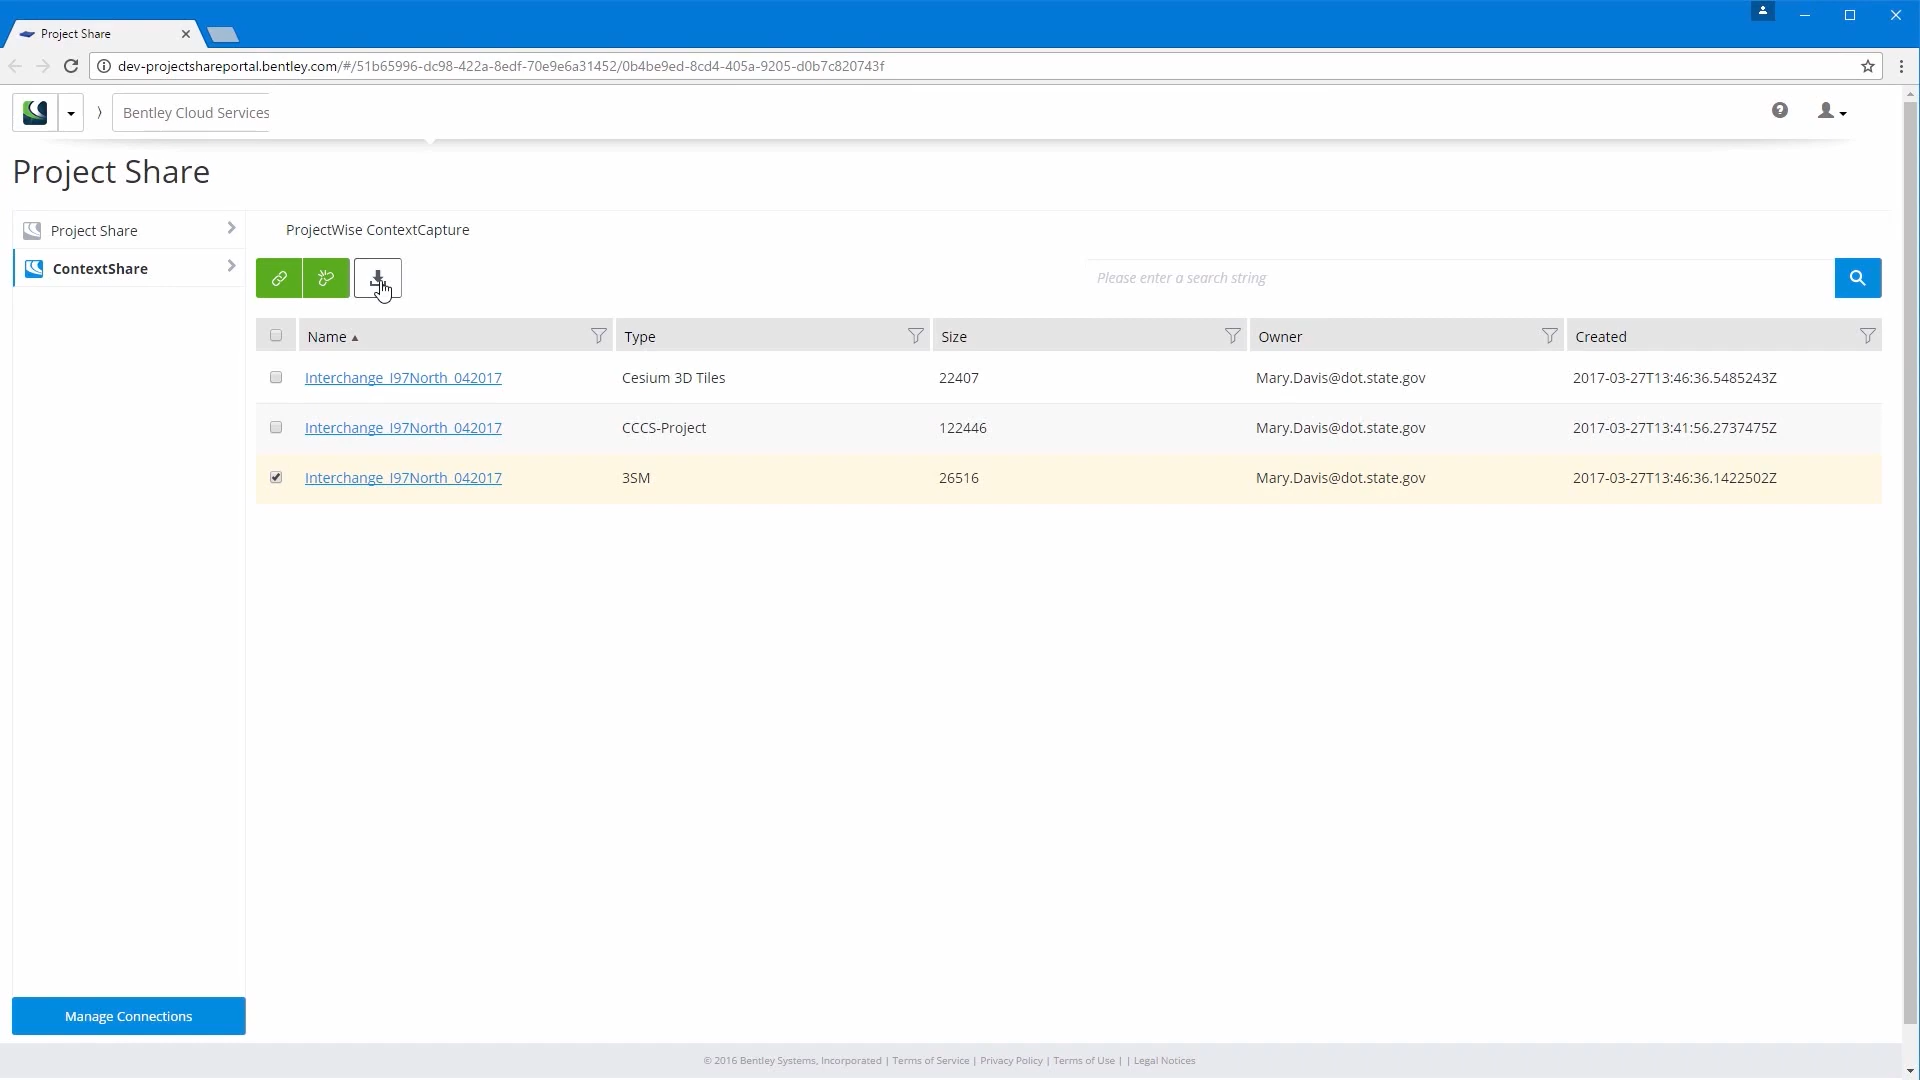 Project Share
dev-projectshareportal.bentley.com/#/51b65996-dc98-422a-8edf-70e9e6a31452/0b4be9ed-8cd4-405a-9205-d0b7c820743f
Bentley Cloud Services
Project Share
Project Share
ContextShare
ProjectWise ContextCapture
Please enter a search string
Name Type Size Owner Created
Interchange_I97North_042017 Cesium 3D Tiles 22407 Mary.Davis@dot.state.gov 2017-03-27T13:46:36.5485243Z
Interchange_I97North_042017 CCCS-Project 122446 Mary.Davis@dot.state.gov 2017-03-27T13:41:56.2737475Z
Interchange_I97North_042017 3SM 26516 Mary.Davis@dot.state.gov 2017-03-27T13:46:36.1422502Z
Manage Connections
© 2016 Bentley Systems, Incorporated | Terms of Service | Privacy Policy | Terms of Use | | Legal Notices